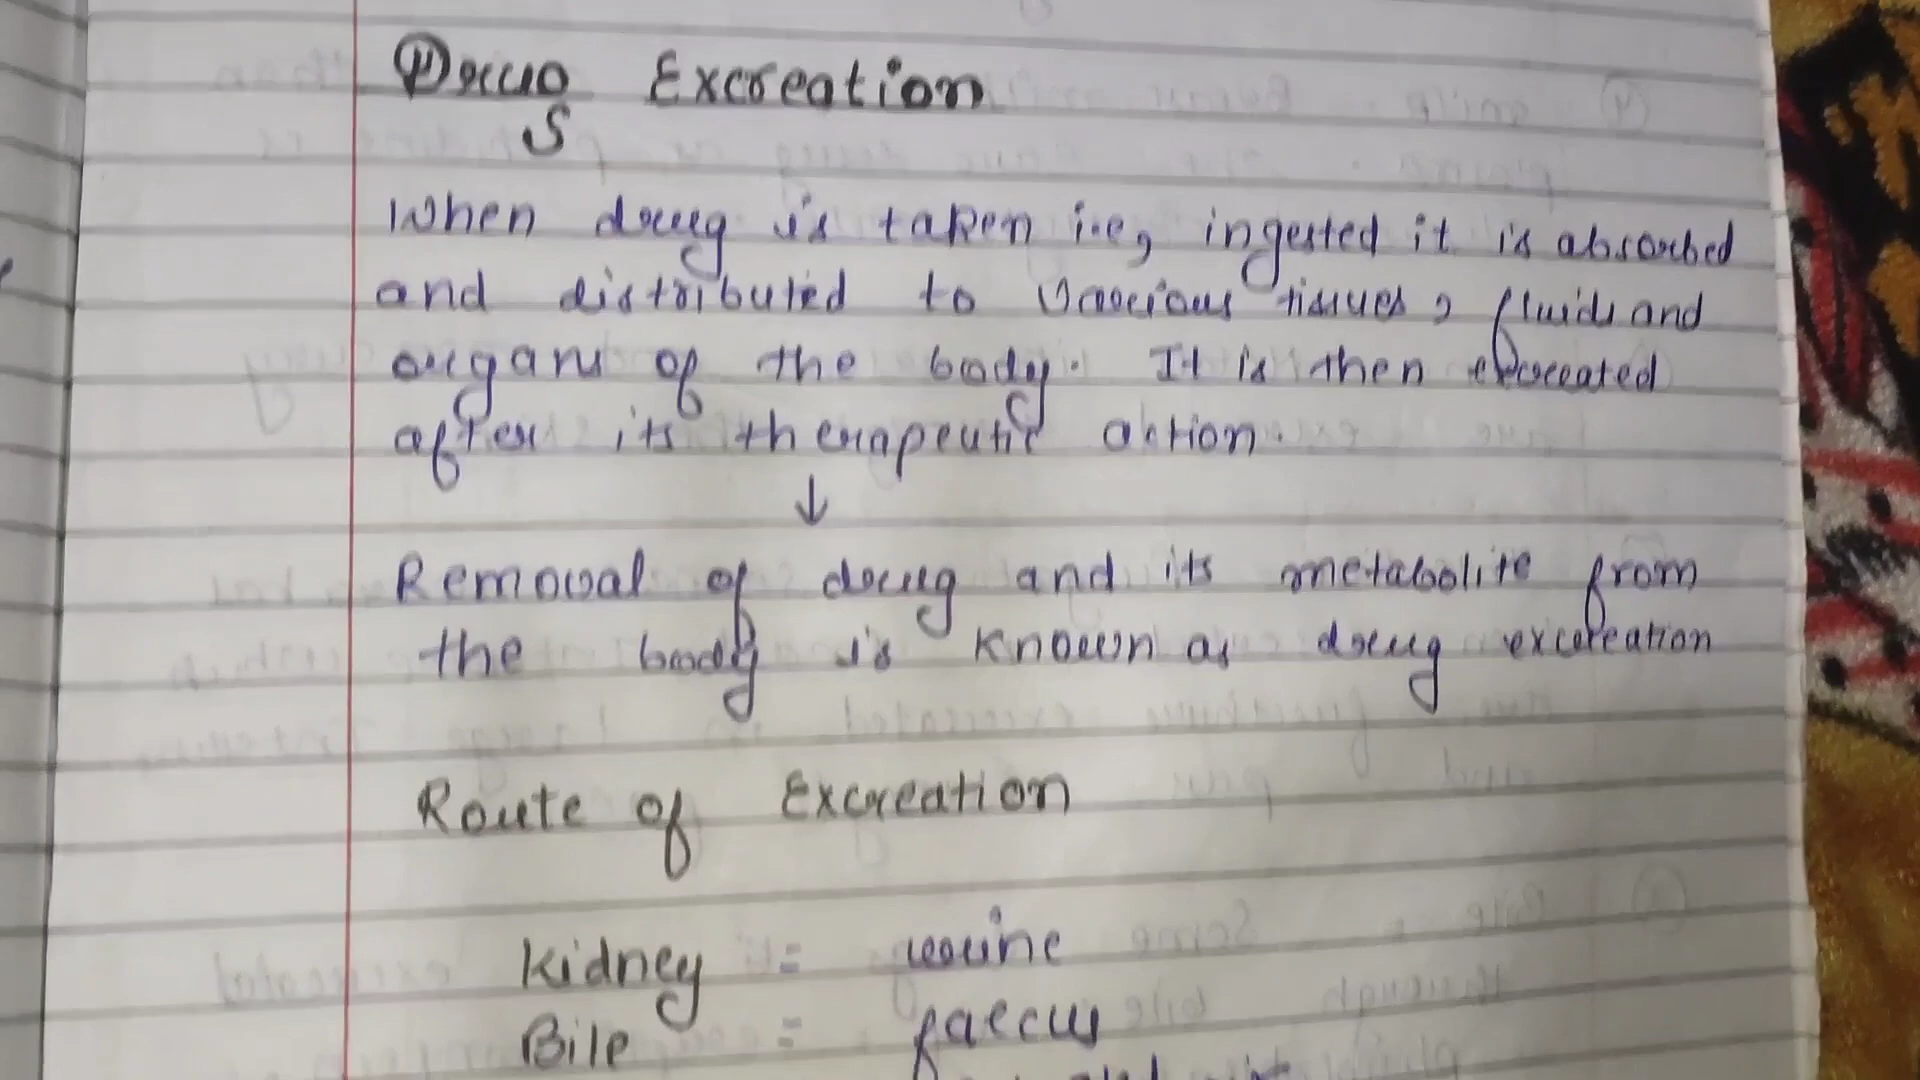 ④ Drug Excreation
When drug is taken i.e, ingested it is absorbed
and distributed to various tissues, fluids and
organs of the body. It is then excreated
after its therapeutic action.
↓
Removal of drug and its metabolite from
the body is known as drug excreation
Route of Excreation
Kidney = urine
Bile = faecus